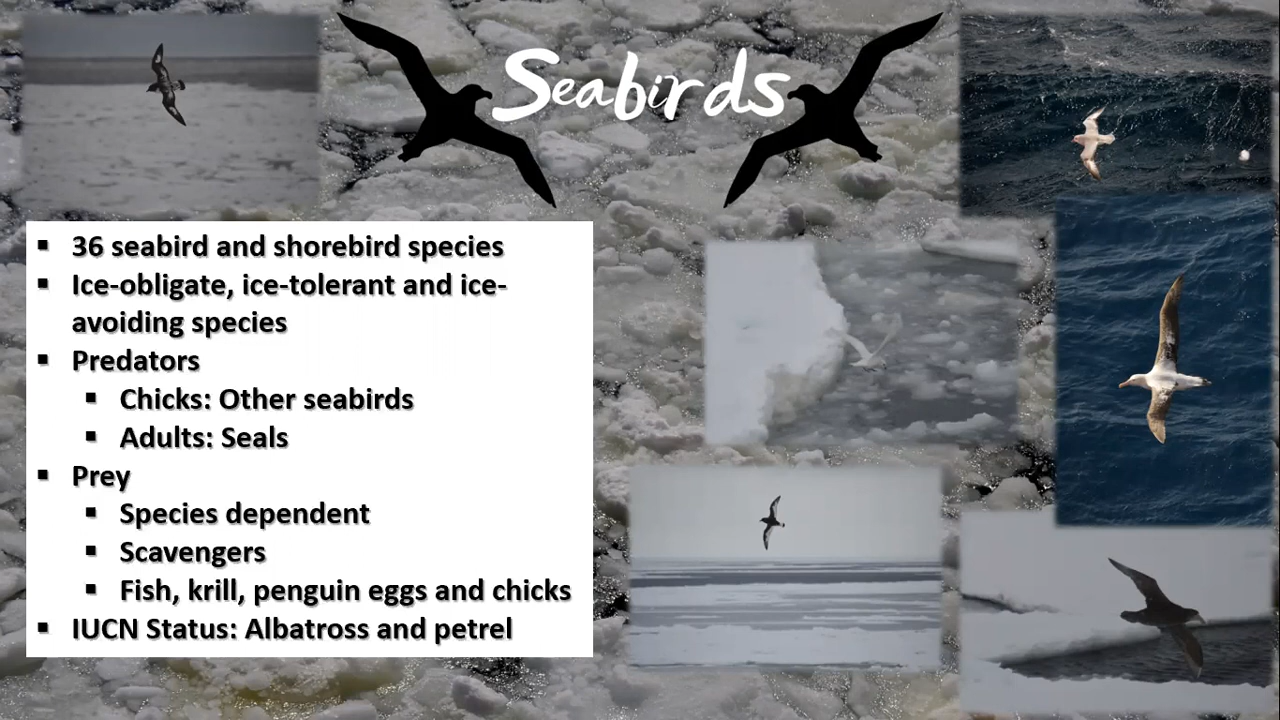 Seabirds
▪ 36 seabird and shorebird species
▪ Ice-obligate, ice-tolerant and ice-
avoiding species
▪ Predators
▪ Chicks: Other seabirds
▪ Adults: Seals
▪ Prey
▪ Species dependent
▪ Scavengers
▪ Fish, krill, penguin eggs and chicks
▪ IUCN Status: Albatross and petrel